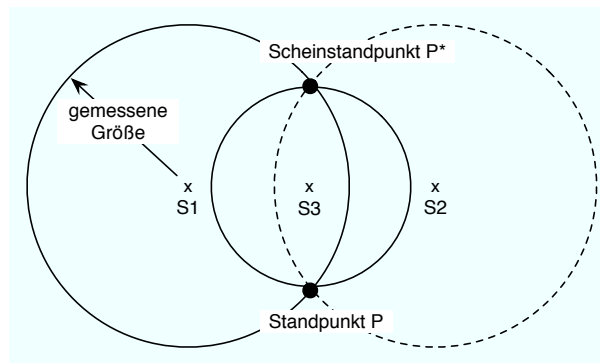 Scheinstandpunkt P*
gemessene
Größe
x
S1
x
S3
x
S2
Standpunkt P